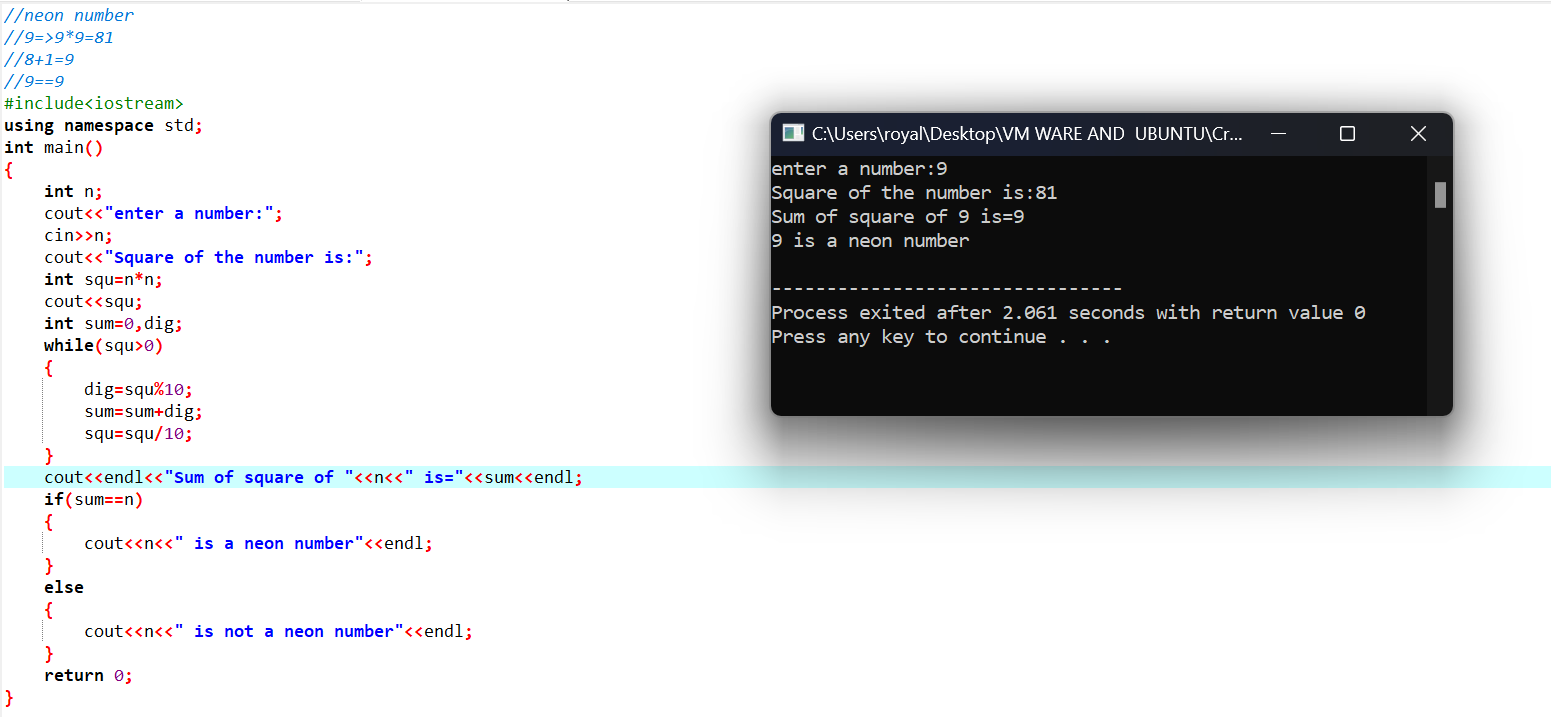 //neon number
//9=>9*9=81
//8+1=9
//9==9
#include<iostream>
using namespace std;
int main()
{
    int n;
    cout<<"enter a number:";
    cin>>n;
    cout<<"Square of the number is:";
    int squ=n*n;
    cout<<squ;
    int sum=0,dig;
    while(squ>0)
    {
        dig=squ%10;
        sum=sum+dig;
        squ=squ/10;
    }
    cout<<endl<<"Sum of square of "<<n<<" is="<<sum<<endl;
    if(sum==n)
    {
        cout<<n<<" is a neon number"<<endl;
    }
    else
    {
        cout<<n<<" is not a neon number"<<endl;
    }
    return 0;
}
C:\Users\royal\Desktop\VM WARE AND  UBUNTU\Cr...
enter a number:9
Square of the number is:81
Sum of square of 9 is=9
9 is a neon number
--------------------------------
Process exited after 2.061 seconds with return value 0
Press any key to continue . . .